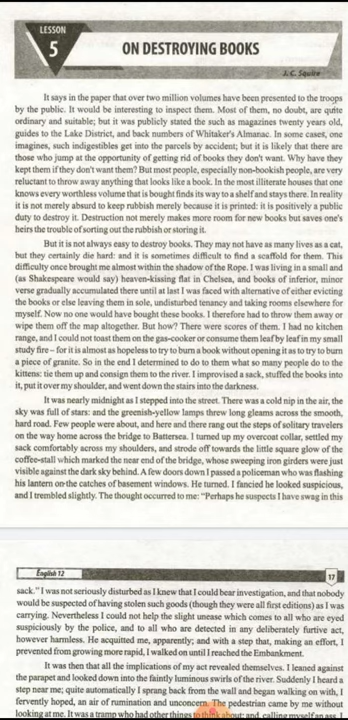 LESSON
5
ON DESTROYING BOOKS
J. C. Squire
It says in the paper that over two million volumes have been presented to the troops
by the public. It would be interesting to inspect them. Most of them, no doubt, are quite
ordinary and suitable; but it was publicly stated the such as magazines twenty years old,
guides to the Lake District, and back numbers of Whitaker's Almanac. In some cases, one
imagines, such indigestibles get into the parcels by accident; but it is likely that there are
those who jump at the opportunity of getting rid of books they don't want. Why have they
kept them if they don't want them? But most people, especially non-bookish people, are very
reluctant to throw away anything that looks like a book. In the most illiterate houses that one
knows every worthless volume that is bought finds its way to a shelf and stays there. In reality
it is not merely absurd to keep rubbish merely because it is printed: it is positively a public
duty to destroy it. Destruction not merely makes more room for new books but saves one's
heirs the trouble of sorting out the rubbish or storing it.
But it is not always easy to destroy books. They may not have as many lives as a cat,
but they certainly die hard: and it is sometimes difficult to find a scaffold for them. This
difficulty once brought me almost within the shadow of the Rope. I was living in a small and
(as Shakespeare would say) heaven-kissing flat in Chelsea, and books of inferior, minor
verse gradually accumulated there until at last I was faced with alternative of either evicting
the books or else leaving them in sole, undisturbed tenancy and taking rooms elsewhere for
myself. Now no one would have bought these books. I therefore had to throw them away or
wipe them off the map altogether. But how? There were scores of them. I had no kitchen
range, and I could not toast them on the gas-cooker or consume them leaf by leaf in my small
study fire – for it is almost as hopeless to try to burn a book without opening it as to try to burn
a piece of granite. So in the end I determined to do to them what so many people do to the
kittens: tie them up and consign them to the river. I improvised a sack, stuffed the books into
it, put it over my shoulder, and went down the stairs into the darkness.
It was nearly midnight as I stepped into the street. There was a cold nip in the air, the
sky was full of stars: and the greenish-yellow lamps threw long gleams across the smooth,
hard road. Few people were about, and here and there rang out the steps of solitary travelers
on the way home across the bridge to Battersea. I turned up my overcoat collar, settled my
sack comfortably across my shoulders, and strode off towards the little square glow of the
coffee-stall which marked the near end of the bridge, whose sweeping iron girders were just
visible against the dark sky behind. A few doors down I passed a policeman who was flashing
his lantern on the catches of basement windows. He turned. I fancied he looked suspicious,
and I trembled slightly. The thought occurred to me: "Perhaps he suspects I have swag in this
English 12
17
sack." I was not seriously disturbed as I knew that I could bear investigation, and that nobody
would be suspected of having stolen such goods (though they were all first editions) as I was
carrying. Nevertheless I could not help the slight unease which comes to all who are eyed
suspiciously by the police, and to all who are detected in any deliberately furtive act,
however harmless. He acquitted me, apparently; and with a step that, making an effort, I
prevented from growing more rapid, I walked on until I reached the Embankment.
It was then that all the implications of my act revealed themselves. I leaned against
the parapet and looked down into the faintly luminous swirls of the river. Suddenly I heard a
step near me; quite automatically I sprang back from the wall and began walking on with, I
fervently hoped, an air of rumination and unconcern. The pedestrian came by me without
looking at me. It was a tramp who had other things to think about: and, calling myself an ass, I